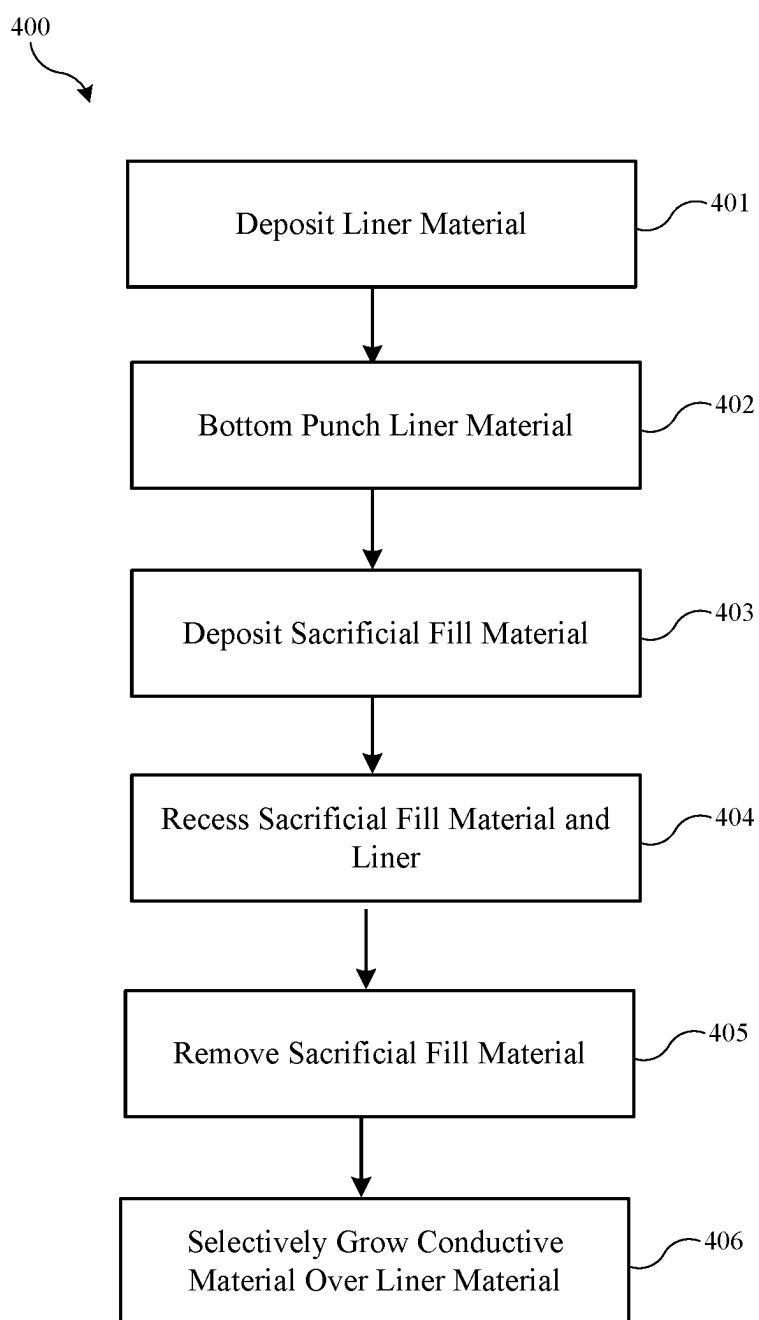 400
Deposit Liner Material
401
Bottom Punch Liner Material
402
Deposit Sacrificial Fill Material
403
Recess Sacrificial Fill Material and
Liner
404
Remove Sacrificial Fill Material
405
Selectively Grow Conductive
Material Over Liner Material
406